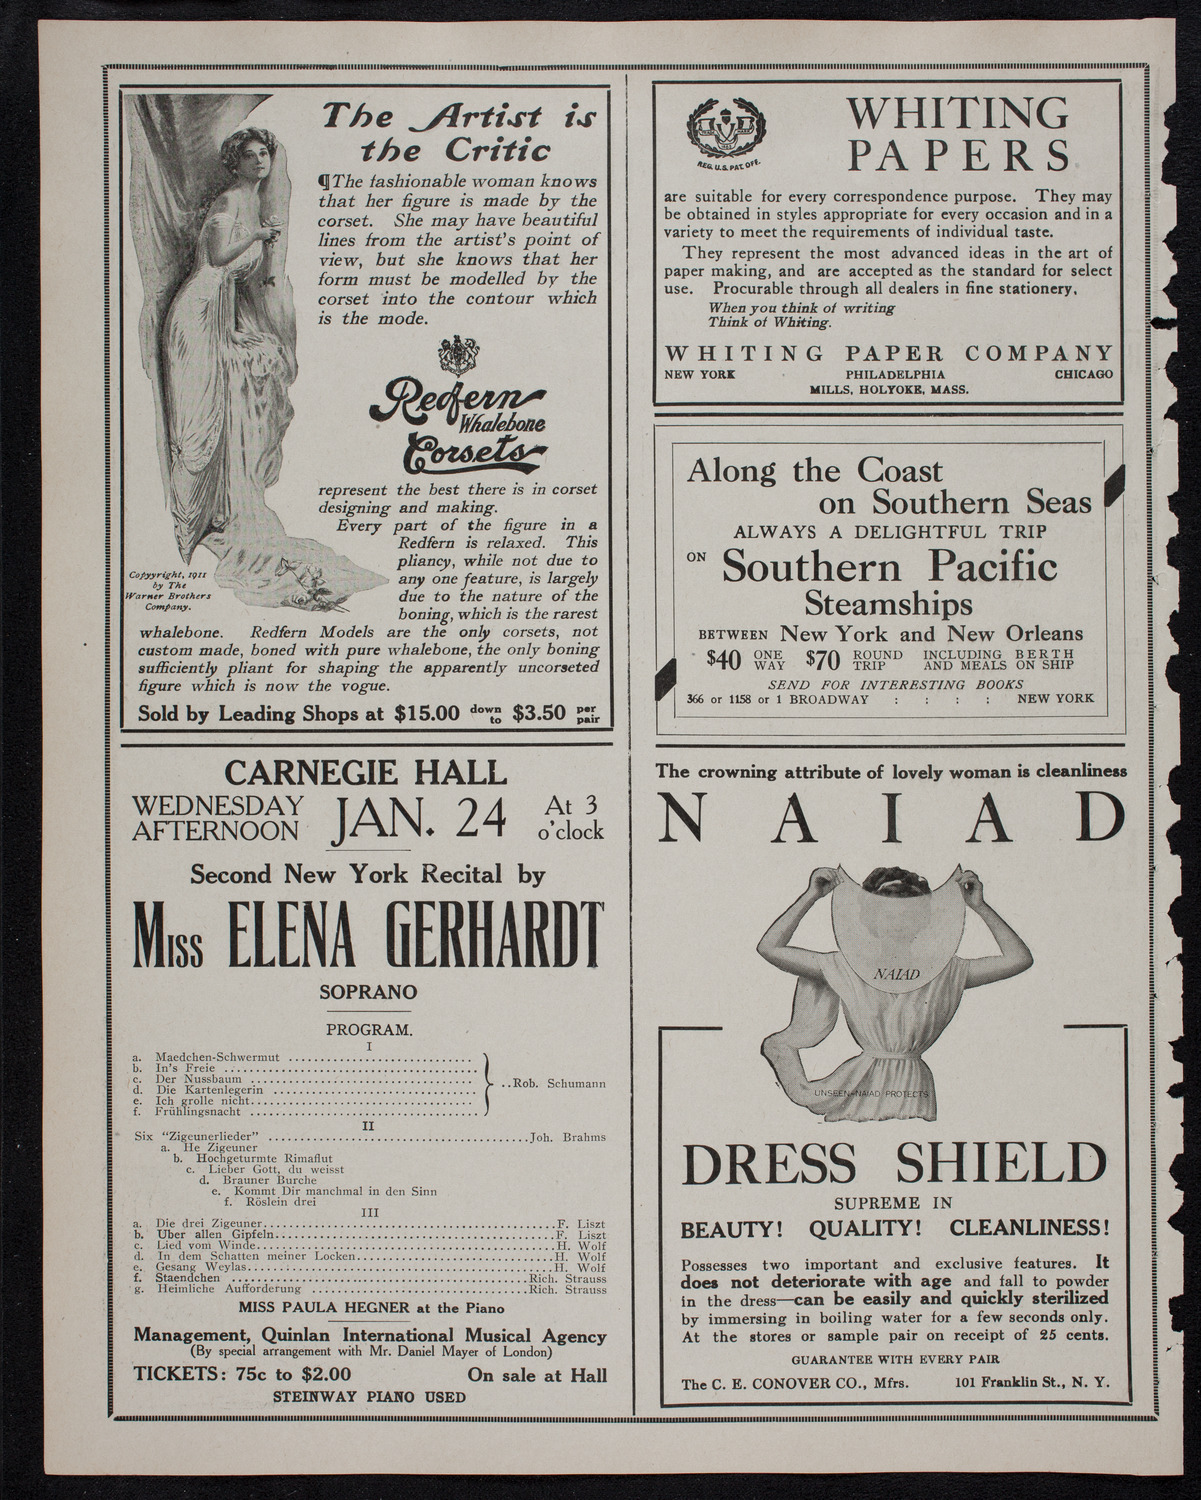 The Artist is
the Critic
¶The fashionable woman knows
that her figure is made by the
corset. She may have beautiful
lines from the artist's point of
view, but she knows that her
form must be modelled by the
corset into the contour which
is the mode.
Redfern
Whalebone
Corsets
represent the best there is in corset
designing and making.
Every part of the figure in a
Redfern is relaxed. This
pliancy, while not due to
any one feature, is largely
due to the nature of the
boning, which is the rarest
Copyright, 1911
by The
Warner Brothers
Company.
whalebone. Redfern Models are the only corsets, not
custom made, boned with pure whalebone, the only boning
sufficiently pliant for shaping the apparently uncorseted
figure which is now the vogue.
Sold by Leading Shops at $15.00 down to $3.50 per pair
CARNEGIE HALL
WEDNESDAY AFTERNOON JAN. 24 At 3 o'clock
Second New York Recital by
Miss ELENA GERHARDT
SOPRANO
PROGRAM.
I
a. Maedchen-Schwermut
b. In's Freie
c. Der Nussbaum
d. Die Kartenlegerin
e. Ich grolle nicht
f. Frühlingsnacht
Rob. Schumann
II
Six "Zigeunerlieder" Joh. Brahms
a. He Zigeuner
b. Hochgeturmte Rimaflut
c. Lieber Gott, du weisst
d. Brauner Burche
e. Kommt Dir manchmal in den Sinn
f. Röslein drei
III
a. Die drei Zigeuner F. Liszt
b. Über allen Gipfeln F. Liszt
c. Lied vom Winde H. Wolf
d. In dem Schatten meiner Locken H. Wolf
e. Gesang Weylas H. Wolf
f. Staendchen Rich. Strauss
g. Heimliche Aufforderung Rich. Strauss
MISS PAULA HEGNER at the Piano
Management, Quinlan International Musical Agency
(By special arrangement with Mr. Daniel Mayer of London)
TICKETS: 75c to $2.00 On sale at Hall
STEINWAY PIANO USED
REG. U.S. PAT. OFF.
WHITING
PAPERS
are suitable for every correspondence purpose. They may
be obtained in styles appropriate for every occasion and in a
variety to meet the requirements of individual taste.
They represent the most advanced ideas in the art of
paper making, and are accepted as the standard for select
use. Procurable through all dealers in fine stationery.
When you think of writing
Think of Whiting.
WHITING PAPER COMPANY
NEW YORK PHILADELPHIA CHICAGO
MILLS, HOLYOKE, MASS.
Along the Coast
on Southern Seas
ALWAYS A DELIGHTFUL TRIP
ON Southern Pacific
Steamships
BETWEEN New York and New Orleans
$40 ONE WAY $70 ROUND TRIP INCLUDING BERTH AND MEALS ON SHIP
SEND FOR INTERESTING BOOKS
366 or 1158 or 1 BROADWAY : : : : NEW YORK
The crowning attribute of lovely woman is cleanliness
NAIAD
NAIAD
UNSEEN-NAIAD PROTECTS
DRESS SHIELD
SUPREME IN
BEAUTY! QUALITY! CLEANLINESS!
Possesses two important and exclusive features. It
does not deteriorate with age and fall to powder
in the dress—can be easily and quickly sterilized
by immersing in boiling water for a few seconds only.
At the stores or sample pair on receipt of 25 cents.
GUARANTEE WITH EVERY PAIR
The C. E. CONOVER CO., Mfrs. 101 Franklin St., N. Y.